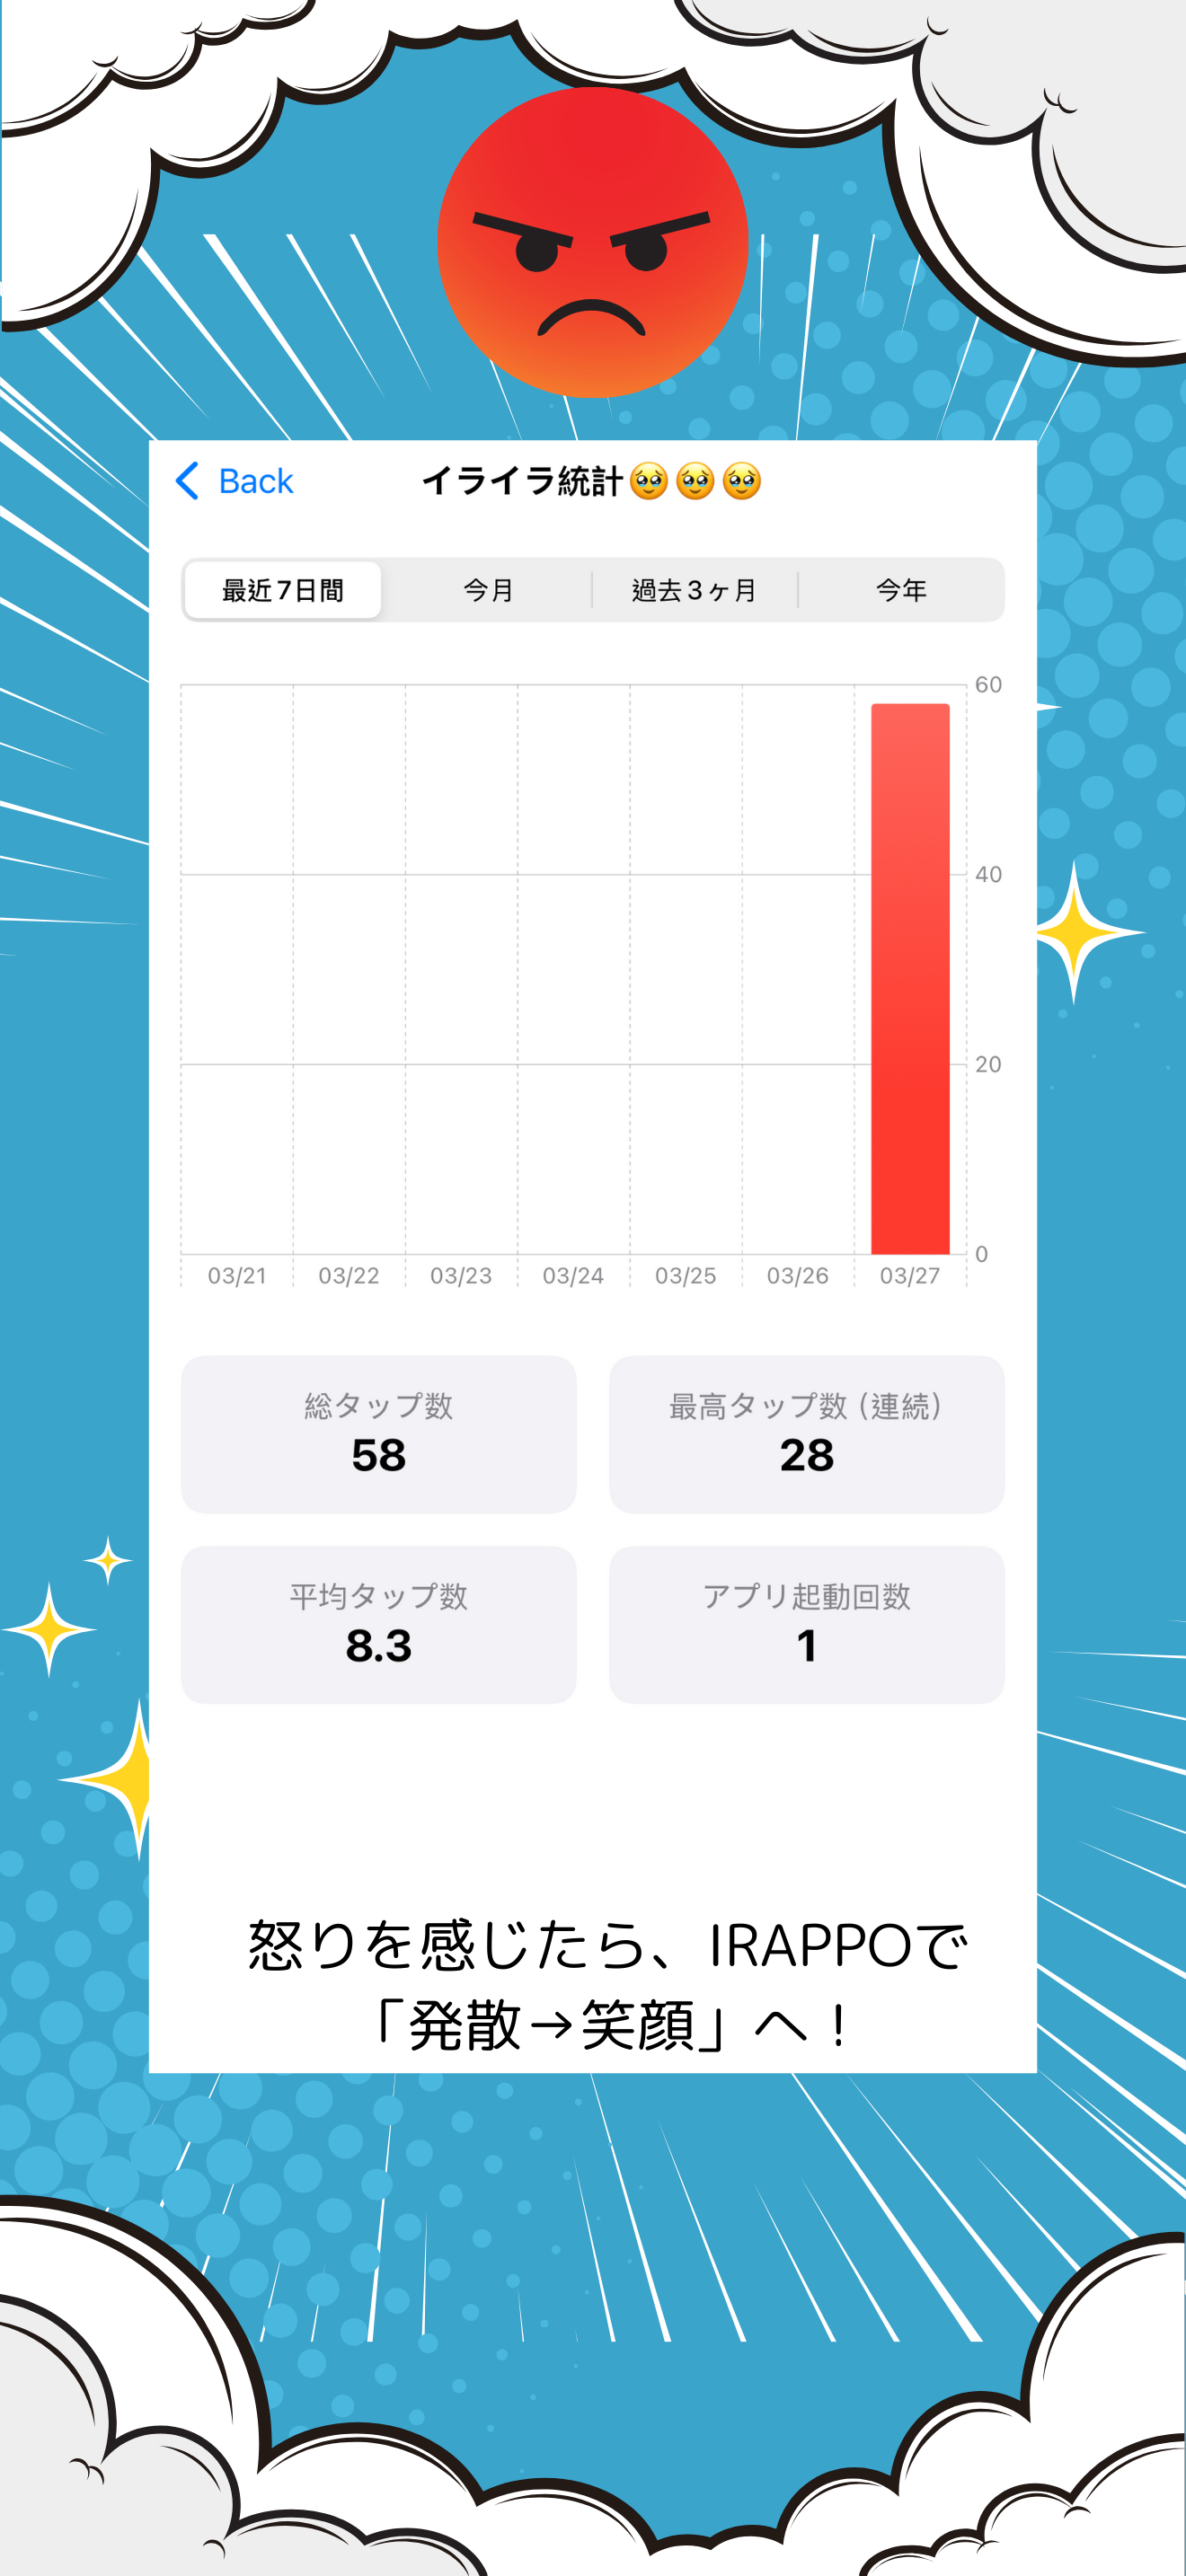 Back
イライラ統計🥹🥹🥹
最近7日間 今月 過去3ヶ月 今年
60
40
20
0
03/21 03/22 03/23 03/24 03/25 03/26 03/27
総タップ数 最高タップ数（連続）
58 28
平均タップ数 アプリ起動回数
8.3 1
怒りを感じたら、IRAPPOで
「発散→笑顔」へ！